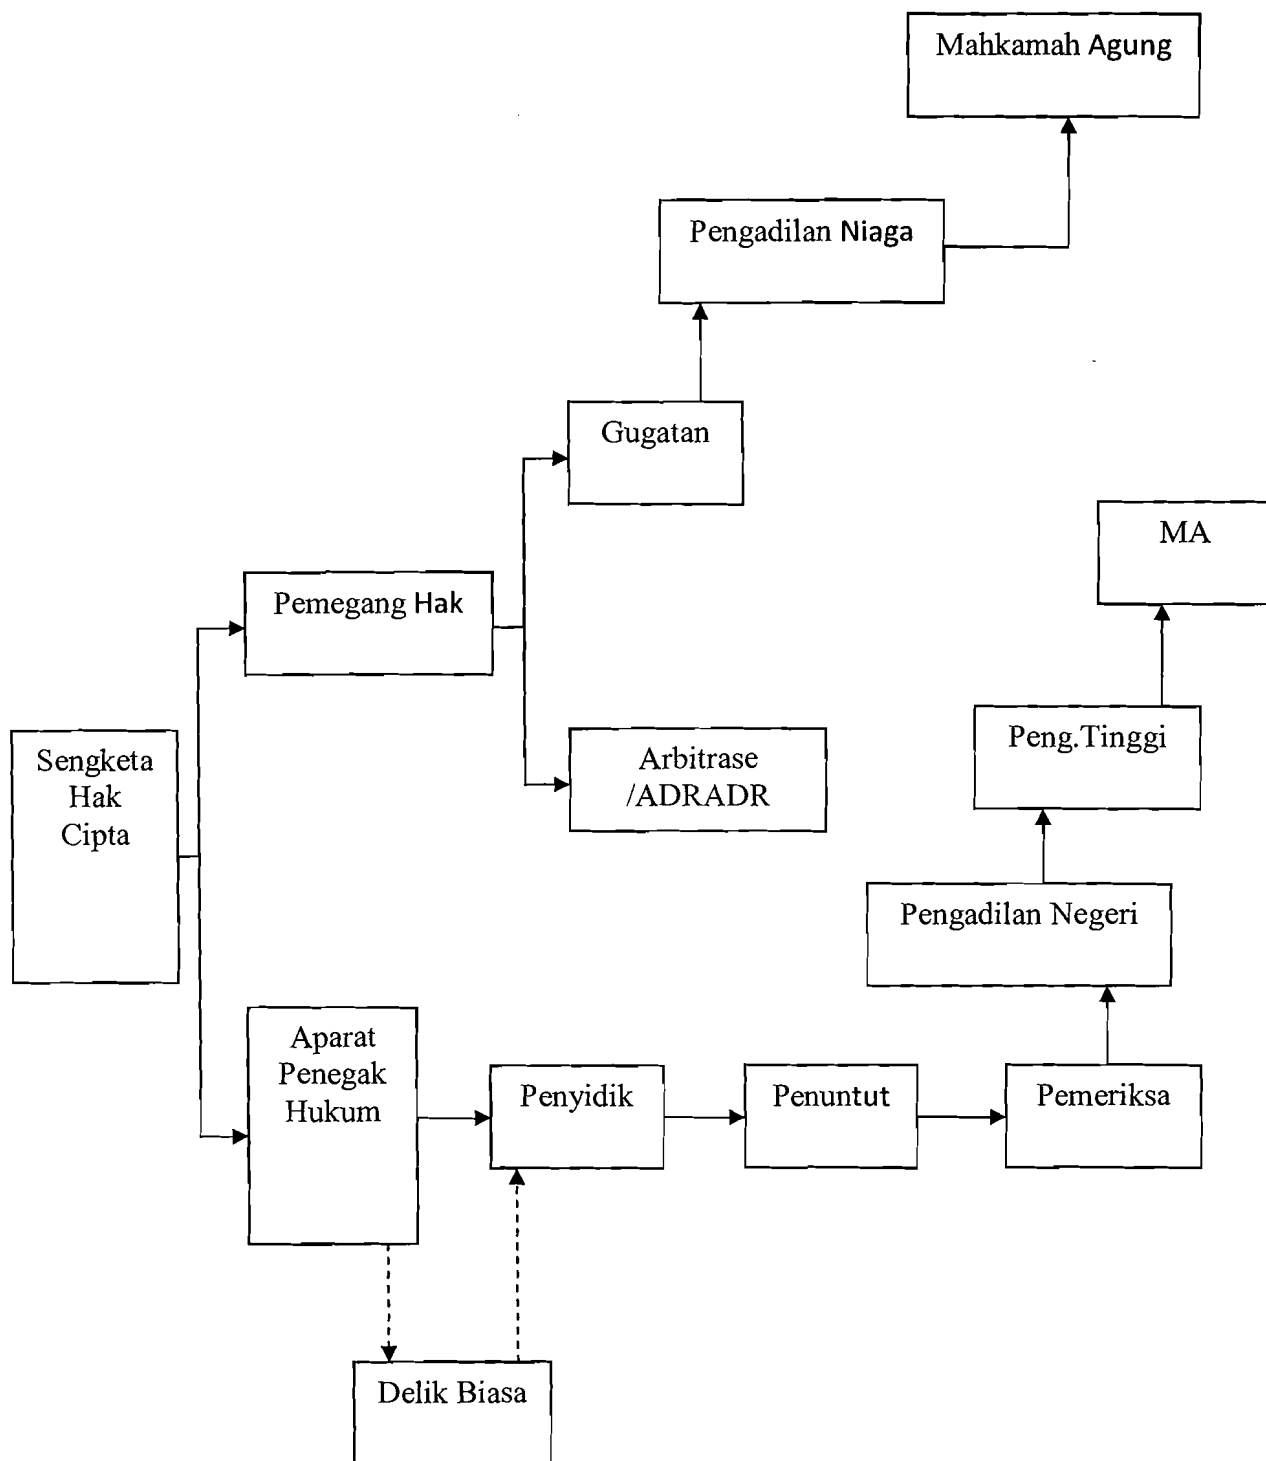 Mahkamah Agung
Pengadilan Niaga
Gugatan
MA
Pemegang Hak
Peng.Tinggi
Sengketa
Hak
Cipta
Arbitrase
/ADRADR
Pengadilan Negeri
Aparat
Penegak
Hukum
Penyidik
Penuntut
Pemeriksa
Delik Biasa